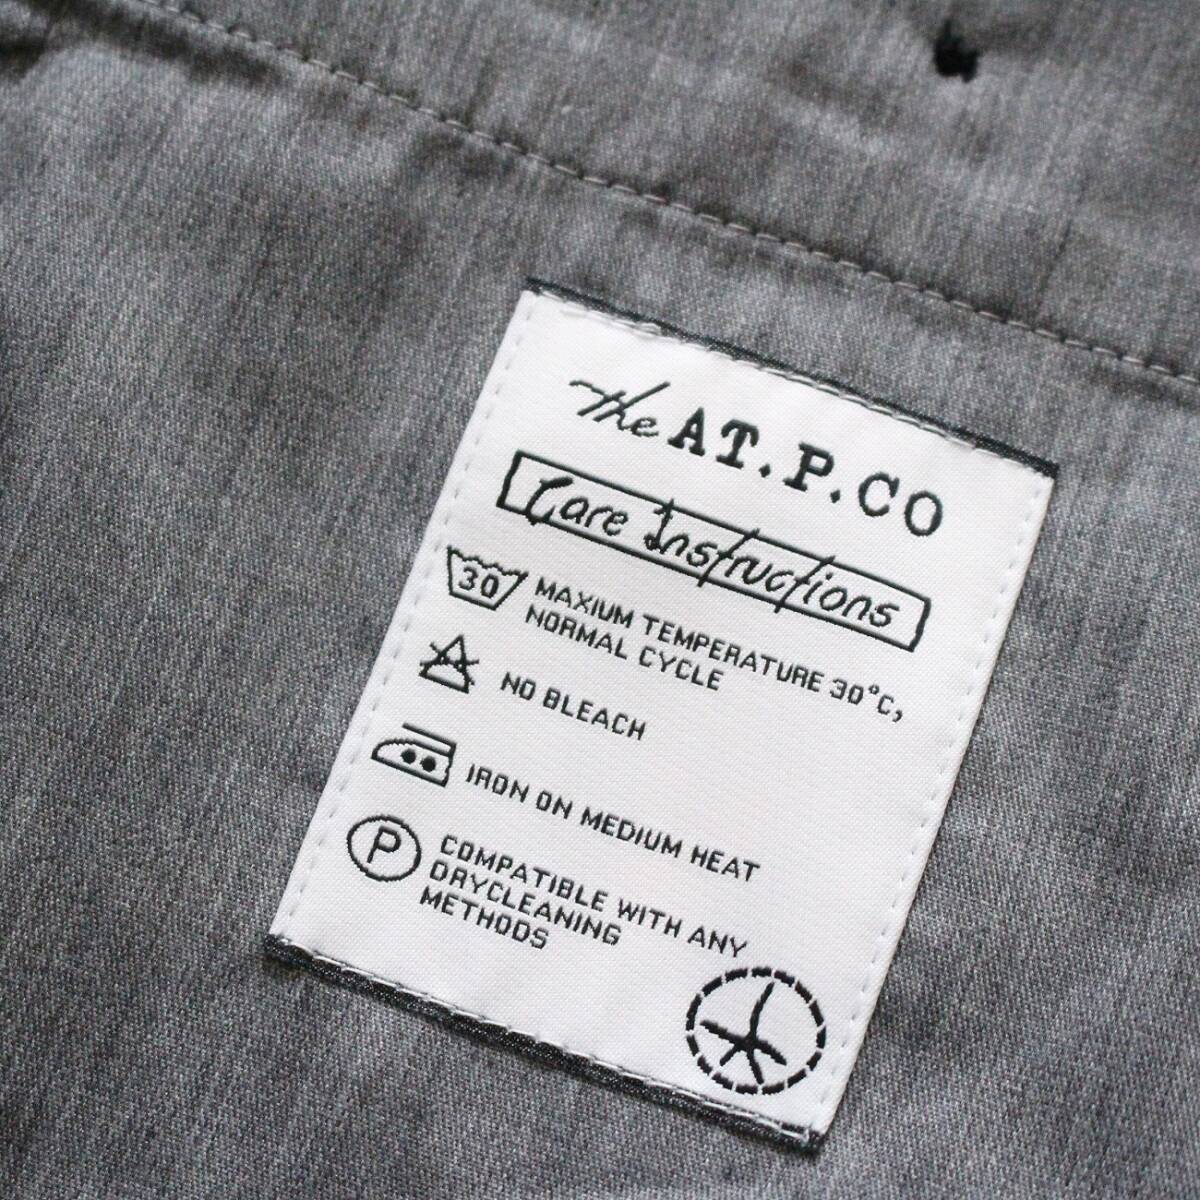 the AT.P.CO
Care Instructions
30 MAXIUM TEMPERATURE 30°C,
NORMAL CYCLE
NO BLEACH
IRON ON MEDIUM HEAT
P COMPATIBLE WITH ANY
DRYCLEANING
METHODS